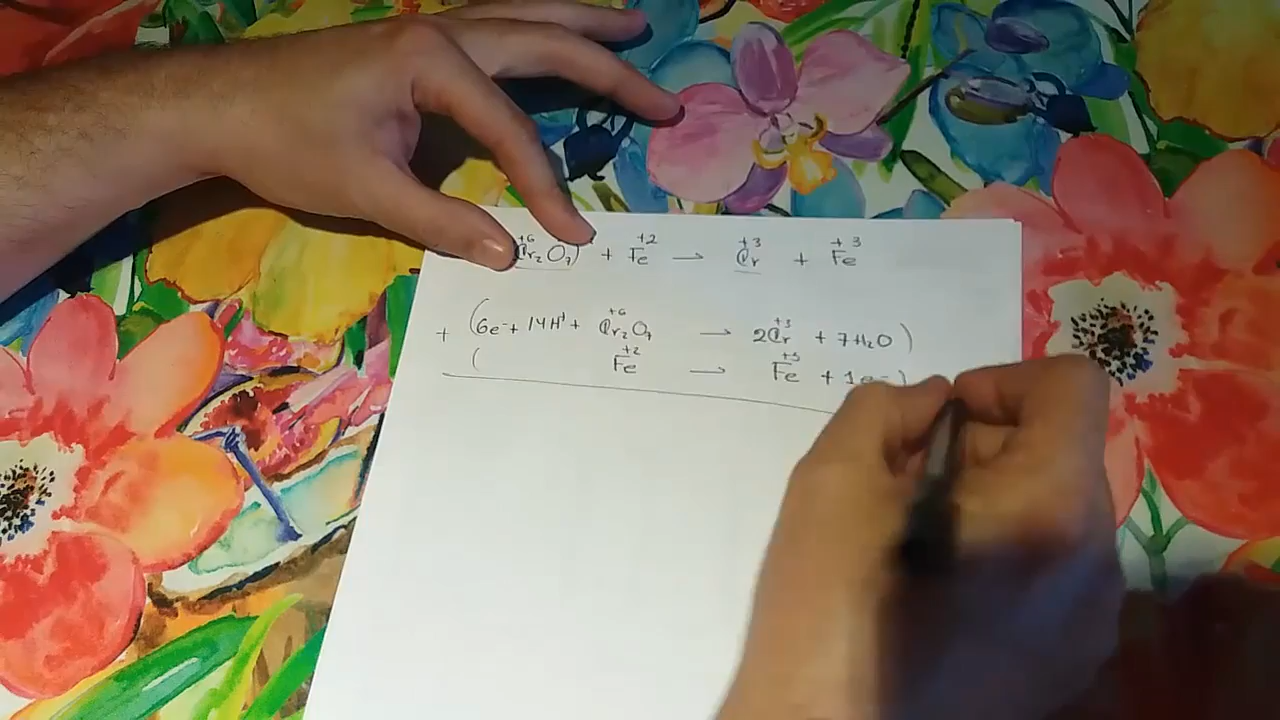 +6 +2 +3 +3
Cr₂O₇ + Fe → Cr + Fe
+6 +3
+ (6e⁻ + 14H⁺ + Cr₂O₇ → 2Cr + 7H₂O)
+2 +3
( Fe → Fe + 1e⁻)